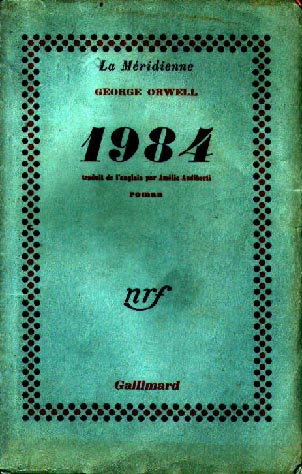 La Méridienne
GEORGE ORWELL
1984
traduit de l'anglais par Amélie Audiberti
roman
nrf
Gallimard